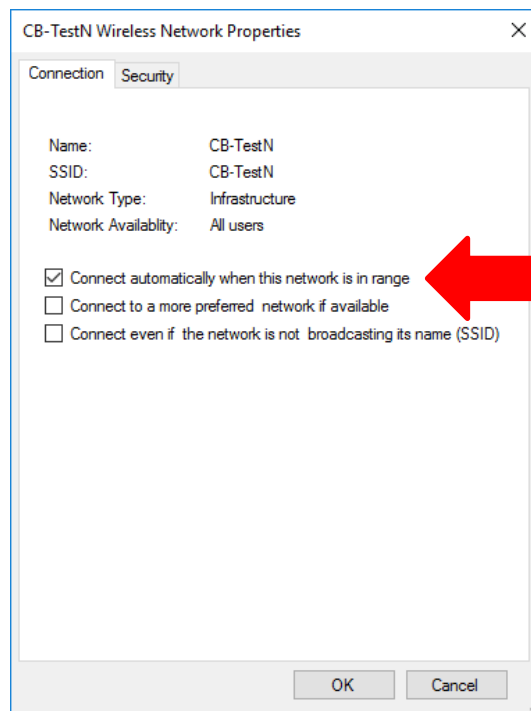 CB-TestN Wireless Network Properties
Connection Security
Name: CB-TestN
SSID: CB-TestN
Network Type: Infrastructure
Network Availablity: All users
Connect automatically when this network is in range
Connect to a more preferred network if available
Connect even if the network is not broadcasting its name (SSID)
OK Cancel